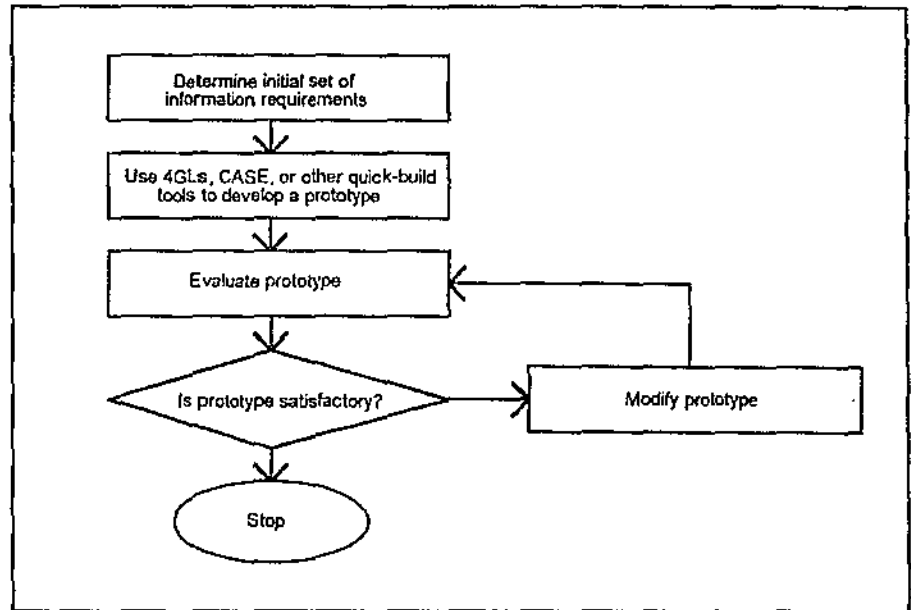 Determine initial set of
information requirements
Use 4GLs, CASE, or other quick-build
tools to develop a prototype
Evaluate prototype
Is prototype satisfactory?
Modify prototype
Stop